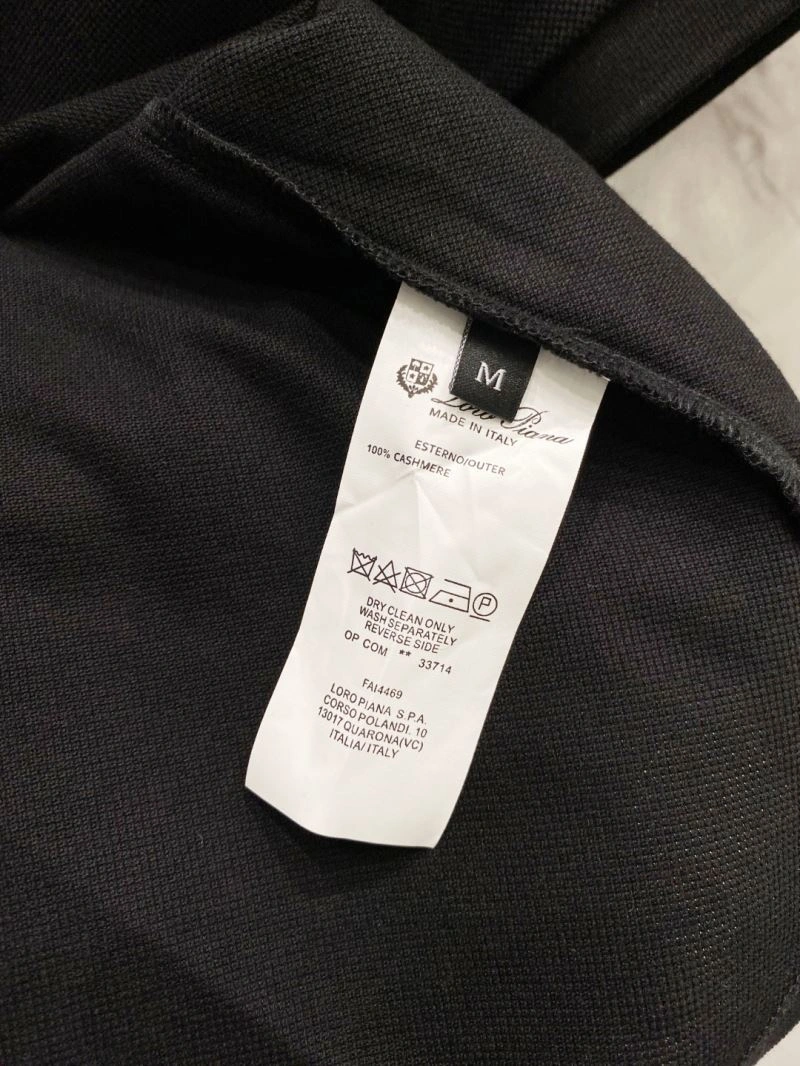 M
Loro Piana
MADE IN ITALY
ESTERNO/OUTER
100% CASHMERE
P
DRY CLEAN ONLY
WASH SEPARATELY
REVERSE SIDE
OP COM ** 33714
FAI4469
LORO PIANA S.P.A.
CORSO POLANDI. 10
13017 QUARONA(VC)
ITALIA/ITALY